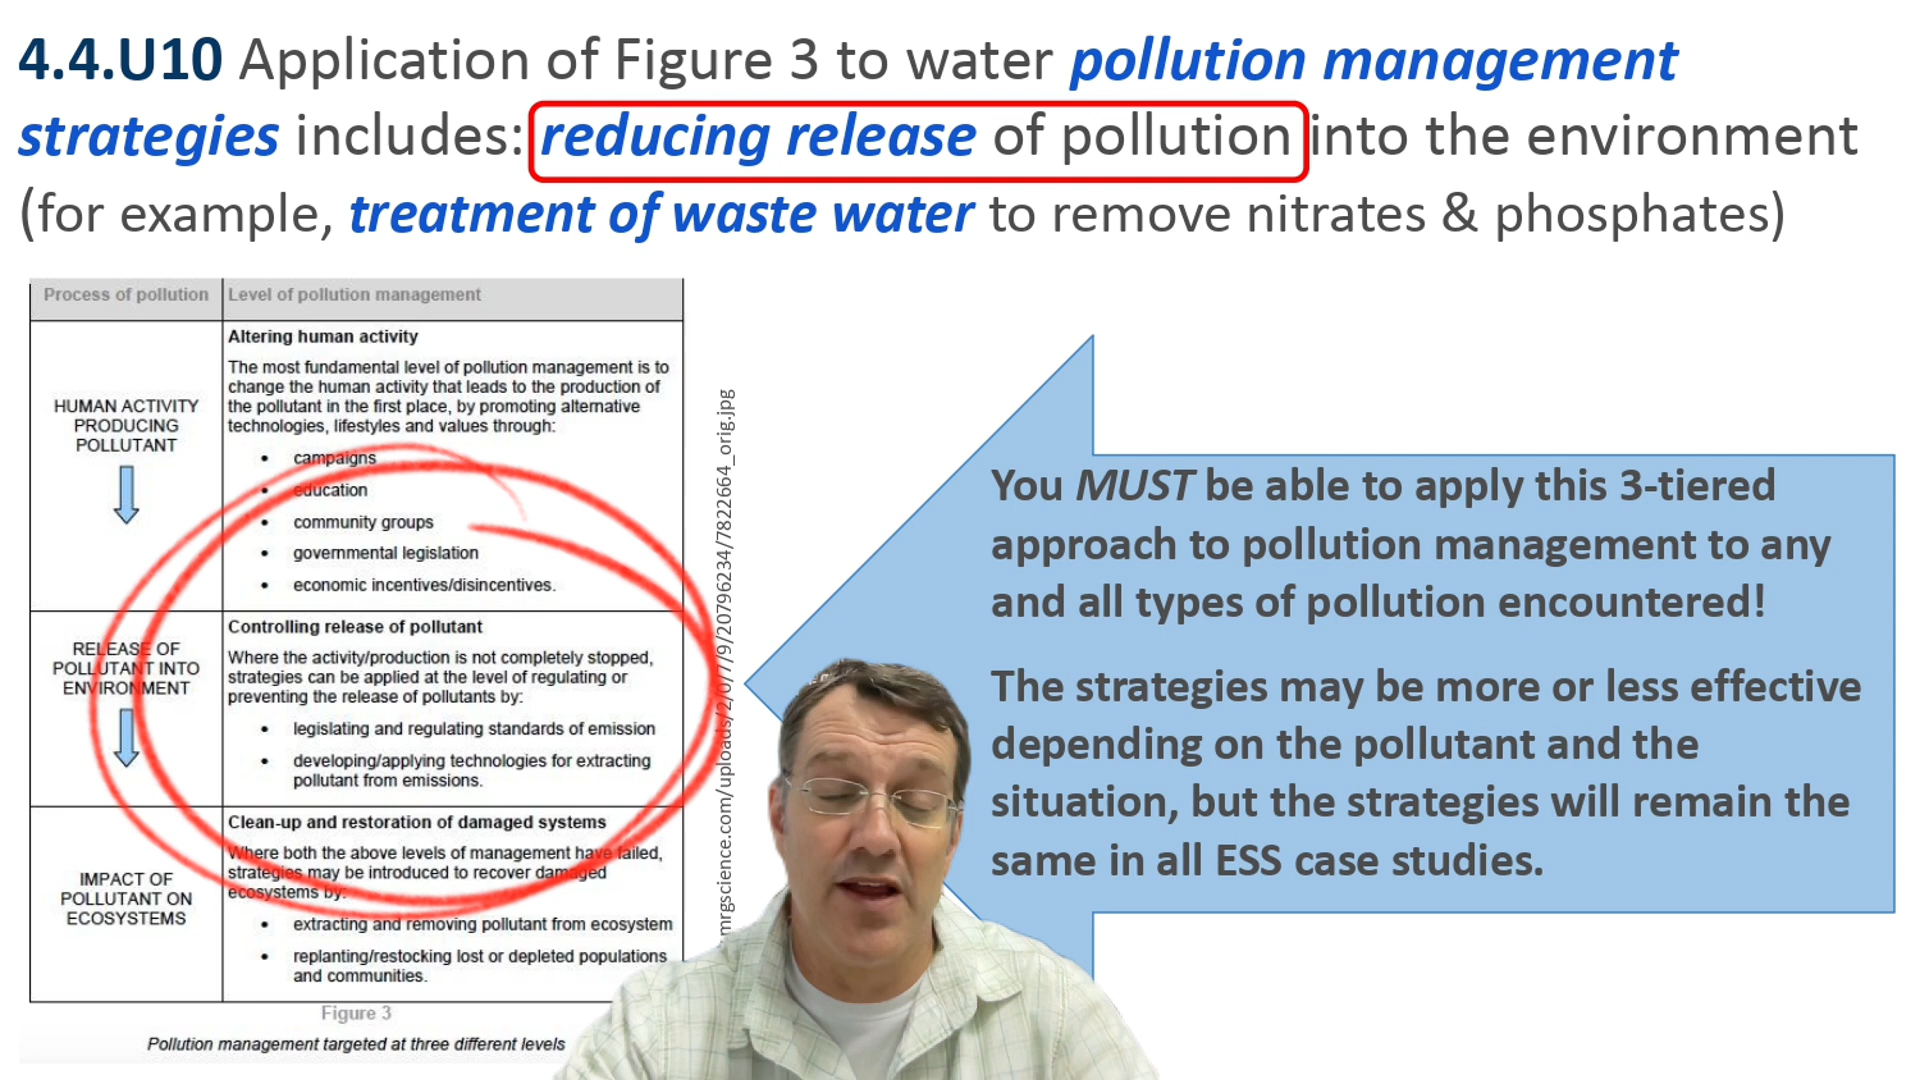 4.4.U10 Application of Figure 3 to water pollution management
strategies includes: reducing release of pollution into the environment
(for example, treatment of waste water to remove nitrates & phosphates)
Process of pollution
Level of pollution management
HUMAN ACTIVITY
PRODUCING
POLLUTANT
Altering human activity
The most fundamental level of pollution management is to
change the human activity that leads to the production of
the pollutant in the first place, by promoting alternative
technologies, lifestyles and values through:
• campaigns
• education
• community groups
• governmental legislation
• economic incentives/disincentives.
RELEASE OF
POLLUTANT INTO
ENVIRONMENT
Controlling release of pollutant
Where the activity/production is not completely stopped,
strategies can be applied at the level of regulating or
preventing the release of pollutants by:
• legislating and regulating standards of emission
• developing/applying technologies for extracting
pollutant from emissions.
IMPACT OF
POLLUTANT ON
ECOSYSTEMS
Clean-up and restoration of damaged systems
Where both the above levels of management have failed,
strategies may be introduced to recover damaged
ecosystems by:
• extracting and removing pollutant from ecosystem
• replanting/restocking lost or depleted populations
and communities.
Figure 3
Pollution management targeted at three different levels
mrgscience.com/uploads/2/0/7/9/20796234/7822664_orig.jpg
You MUST be able to apply this 3-tiered
approach to pollution management to any
and all types of pollution encountered!
The strategies may be more or less effective
depending on the pollutant and the
situation, but the strategies will remain the
same in all ESS case studies.